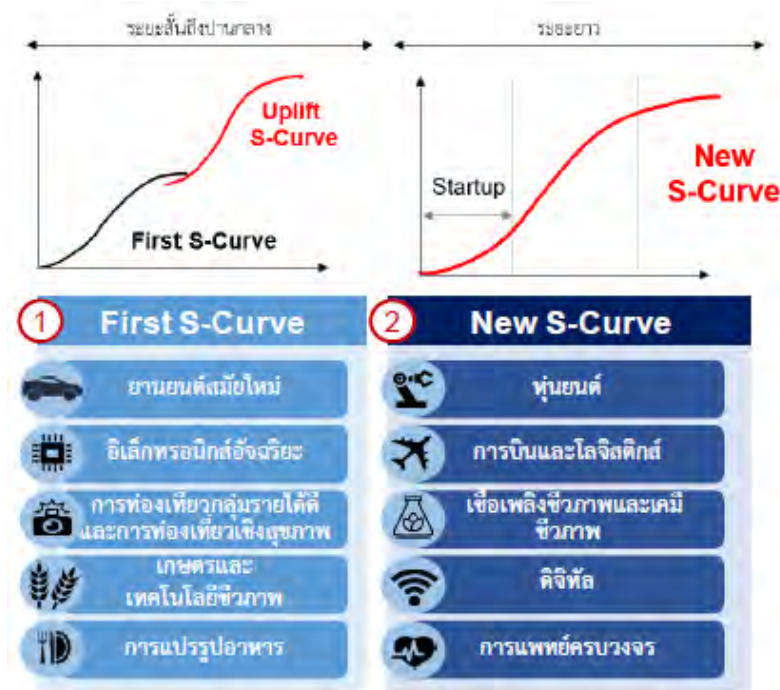 ระยะสั้นถึงปานกลาง
ระยะยาว
Uplift
S-Curve
First S-Curve
Startup
New
S-Curve
1 First S-Curve
ยานยนต์สมัยใหม่
อิเล็กทรอนิกส์อัจฉริยะ
การท่องเที่ยวกลุ่มรายได้ดี
และการท่องเที่ยวเชิงสุขภาพ
เกษตรและ
เทคโนโลยีชีวภาพ
การแปรรูปอาหาร
2 New S-Curve
หุ่นยนต์
การบินและโลจิสติกส์
เชื้อเพลิงชีวภาพและเคมี
ชีวภาพ
ดิจิทัล
การแพทย์ครบวงจร